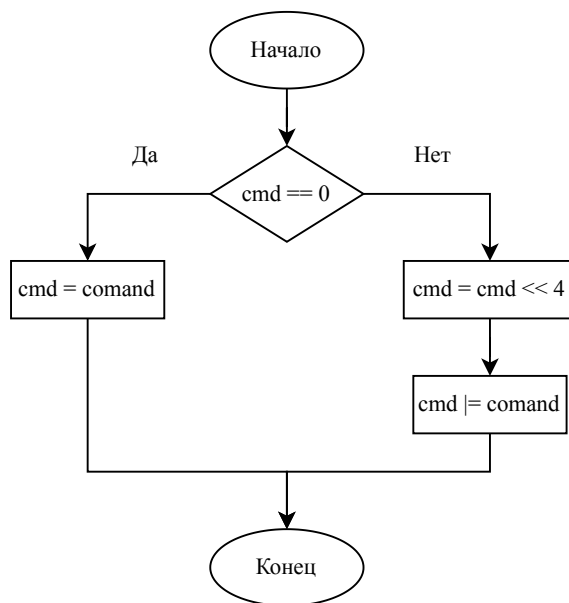 Начало
Да
Нет
cmd == 0
cmd = comand
cmd = cmd << 4
cmd |= comand
Конец